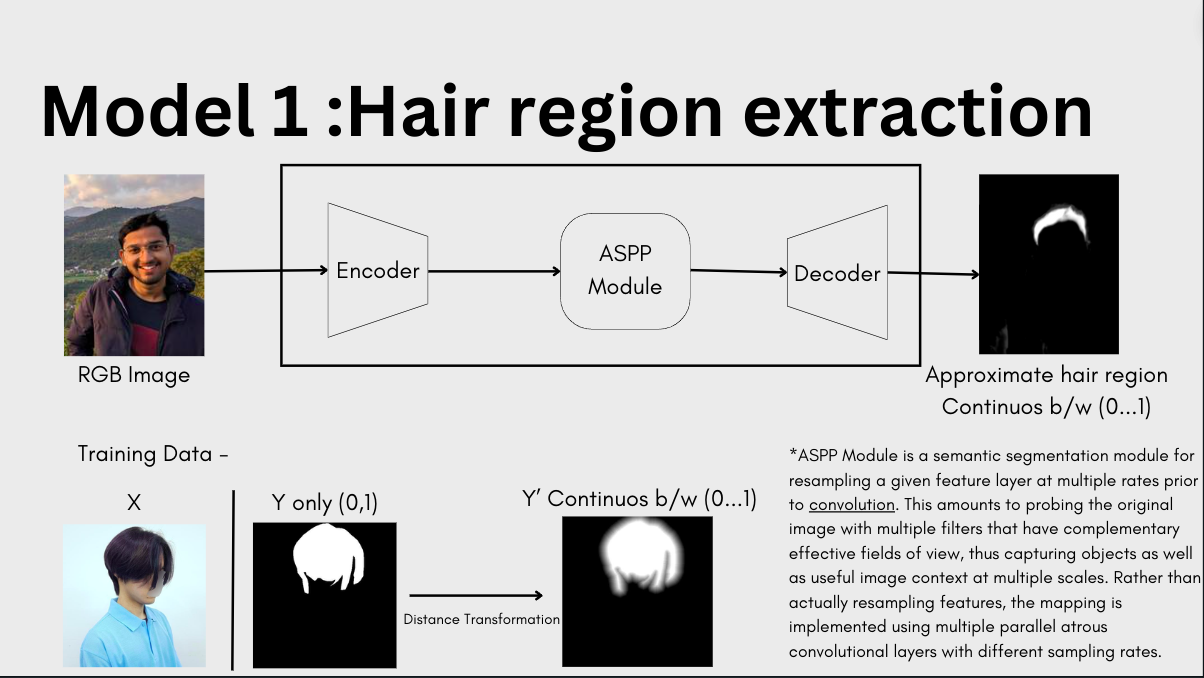 Model 1 :Hair region extraction
Encoder
ASPP
Module
Decoder
RGB Image
Approximate hair region
Continuos b/w (0...1)
Training Data -
X
Y only (0,1)
Y’ Continuos b/w (0...1)
Distance Transformation
*ASPP Module is a semantic segmentation module for
resampling a given feature layer at multiple rates prior
to convolution. This amounts to probing the original
image with multiple filters that have complementary
effective fields of view, thus capturing objects as well
as useful image context at multiple scales. Rather than
actually resampling features, the mapping is
implemented using multiple parallel atrous
convolutional layers with different sampling rates.